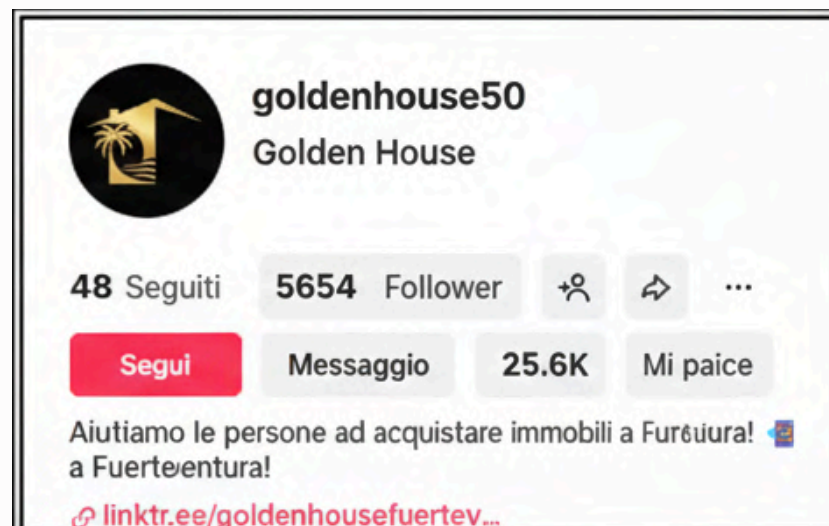 goldenhouse50
Golden House
48 Seguiti 5654 Follower ...
Segui Messaggio 25.6K Mi paice
Aiutiamo le persone ad acquistare immobili a
a Fuerteventura!
linktr.ee/goldenhousefuertev...